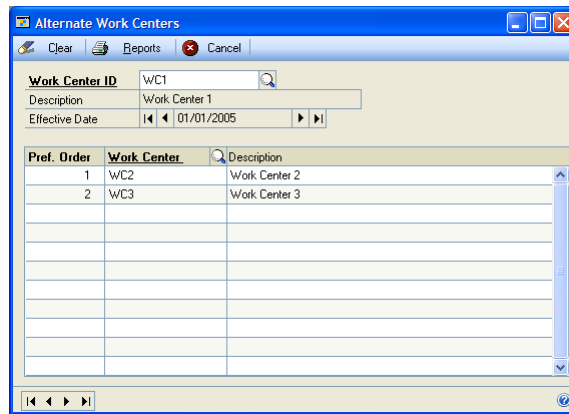 Alternate Work Centers
Clear Reports Cancel
Work Center ID WC1
Description Work Center 1
Effective Date 01/01/2005
Pref. Order Work Center Description
1 WC2 Work Center 2
2 WC3 Work Center 3